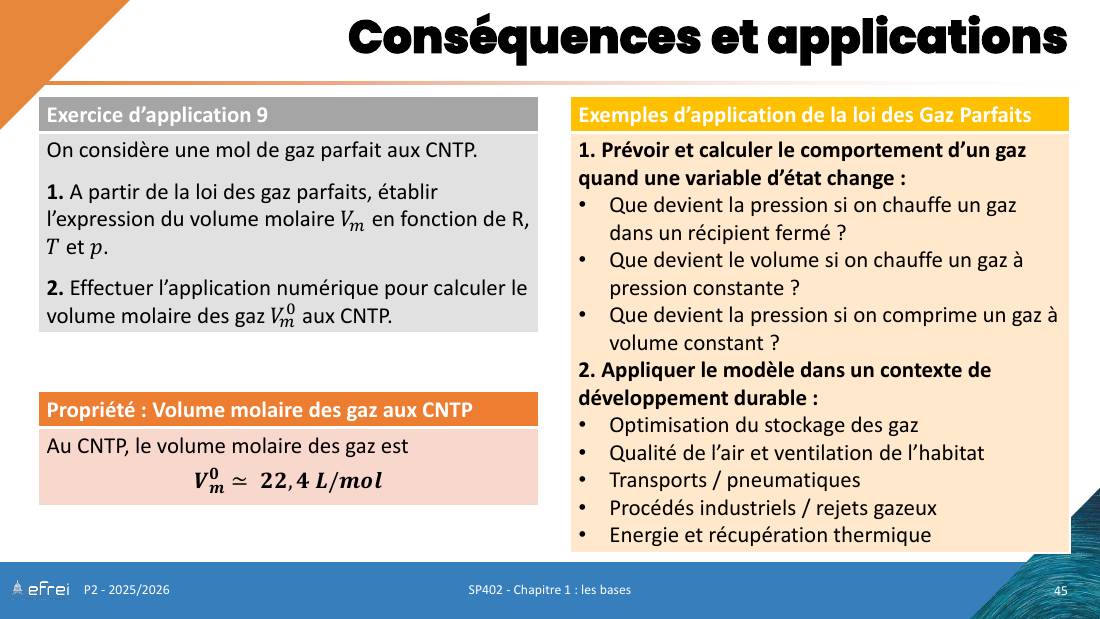 Conséquences et applications
Exercice d’application 9
On considère une mol de gaz parfait aux CNTP.
1. A partir de la loi des gaz parfaits, établir
l’expression du volume molaire V_m en fonction de R,
T et p.
2. Effectuer l’application numérique pour calculer le
volume molaire des gaz V_m^0 aux CNTP.
Propriété : Volume molaire des gaz aux CNTP
Au CNTP, le volume molaire des gaz est
V_m^0 ≃ 22,4 L/mol
Exemples d’application de la loi des Gaz Parfaits
1. Prévoir et calculer le comportement d’un gaz
quand une variable d’état change :
• Que devient la pression si on chauffe un gaz
dans un récipient fermé ?
• Que devient le volume si on chauffe un gaz à
pression constante ?
• Que devient la pression si on comprime un gaz à
volume constant ?
2. Appliquer le modèle dans un contexte de
développement durable :
• Optimisation du stockage des gaz
• Qualité de l’air et ventilation de l’habitat
• Transports / pneumatiques
• Procédés industriels / rejets gazeux
• Energie et récupération thermique
efrei P2 - 2025/2026
SP402 - Chapitre 1 : les bases
45